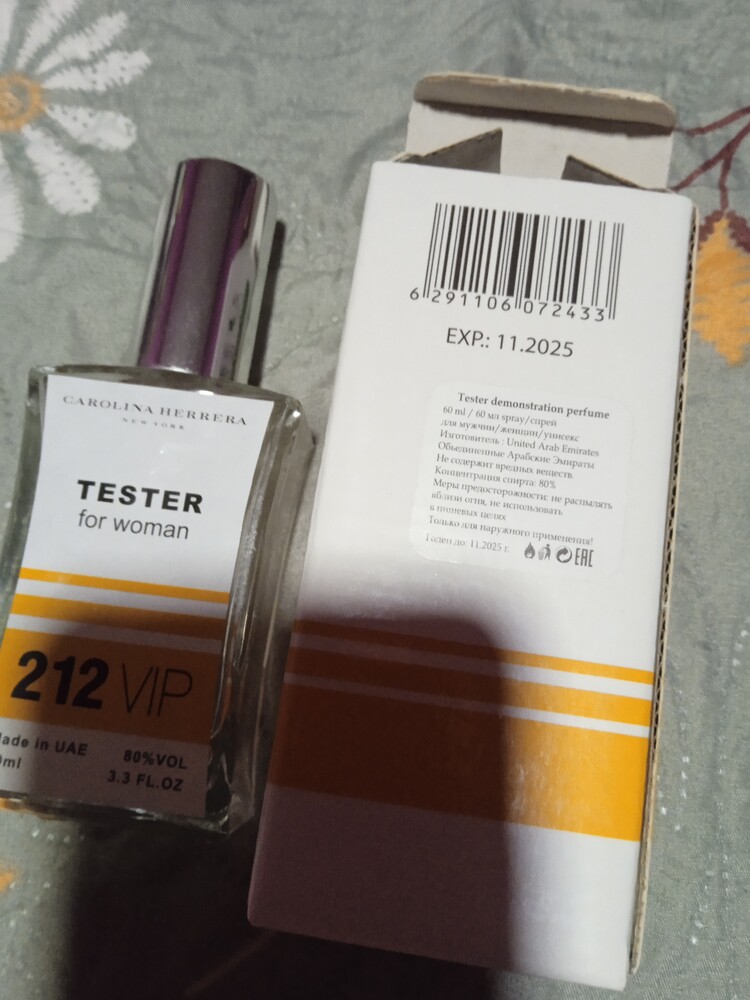 CAROLINA HERRERA
NEW YORK
TESTER
for woman
212 VIP
Made in UAE 80%VOL
0ml 3.3 FL.OZ
6 291106 072433
EXP.: 11.2025
Tester demonstration perfume
60 ml / 60 мл spray/спрей
для мужчин/женщин/унисекс
Изготовитель : United Arab Emirates
Объединенные Арабские Эмираты
Не содержит вредных веществ.
Концентрация спирта: 80%
Меры предосторожности: не распылять
вблизи огня, не использовать
в
целях
Только для наружного применения!
Годен до: 11.2025 г.
EAC